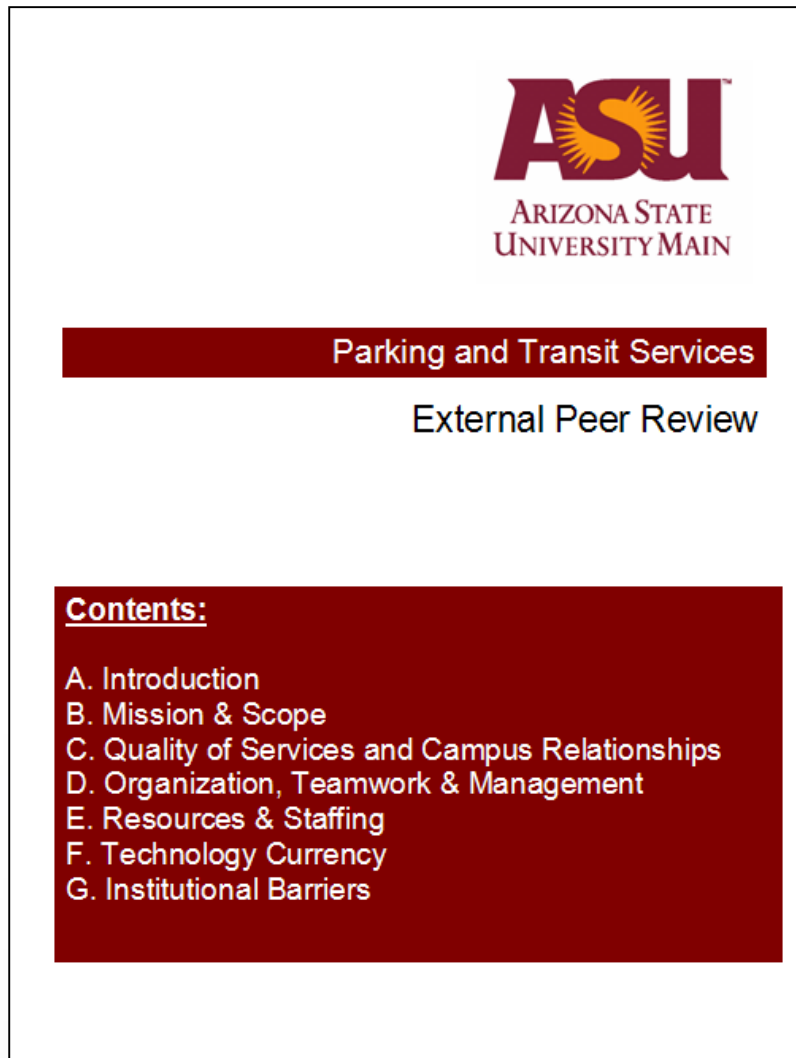 ASU™
ARIZONA STATE
UNIVERSITY MAIN
Parking and Transit Services
External Peer Review
Contents:
A. Introduction
B. Mission & Scope
C. Quality of Services and Campus Relationships
D. Organization, Teamwork & Management
E. Resources & Staffing
F. Technology Currency
G. Institutional Barriers